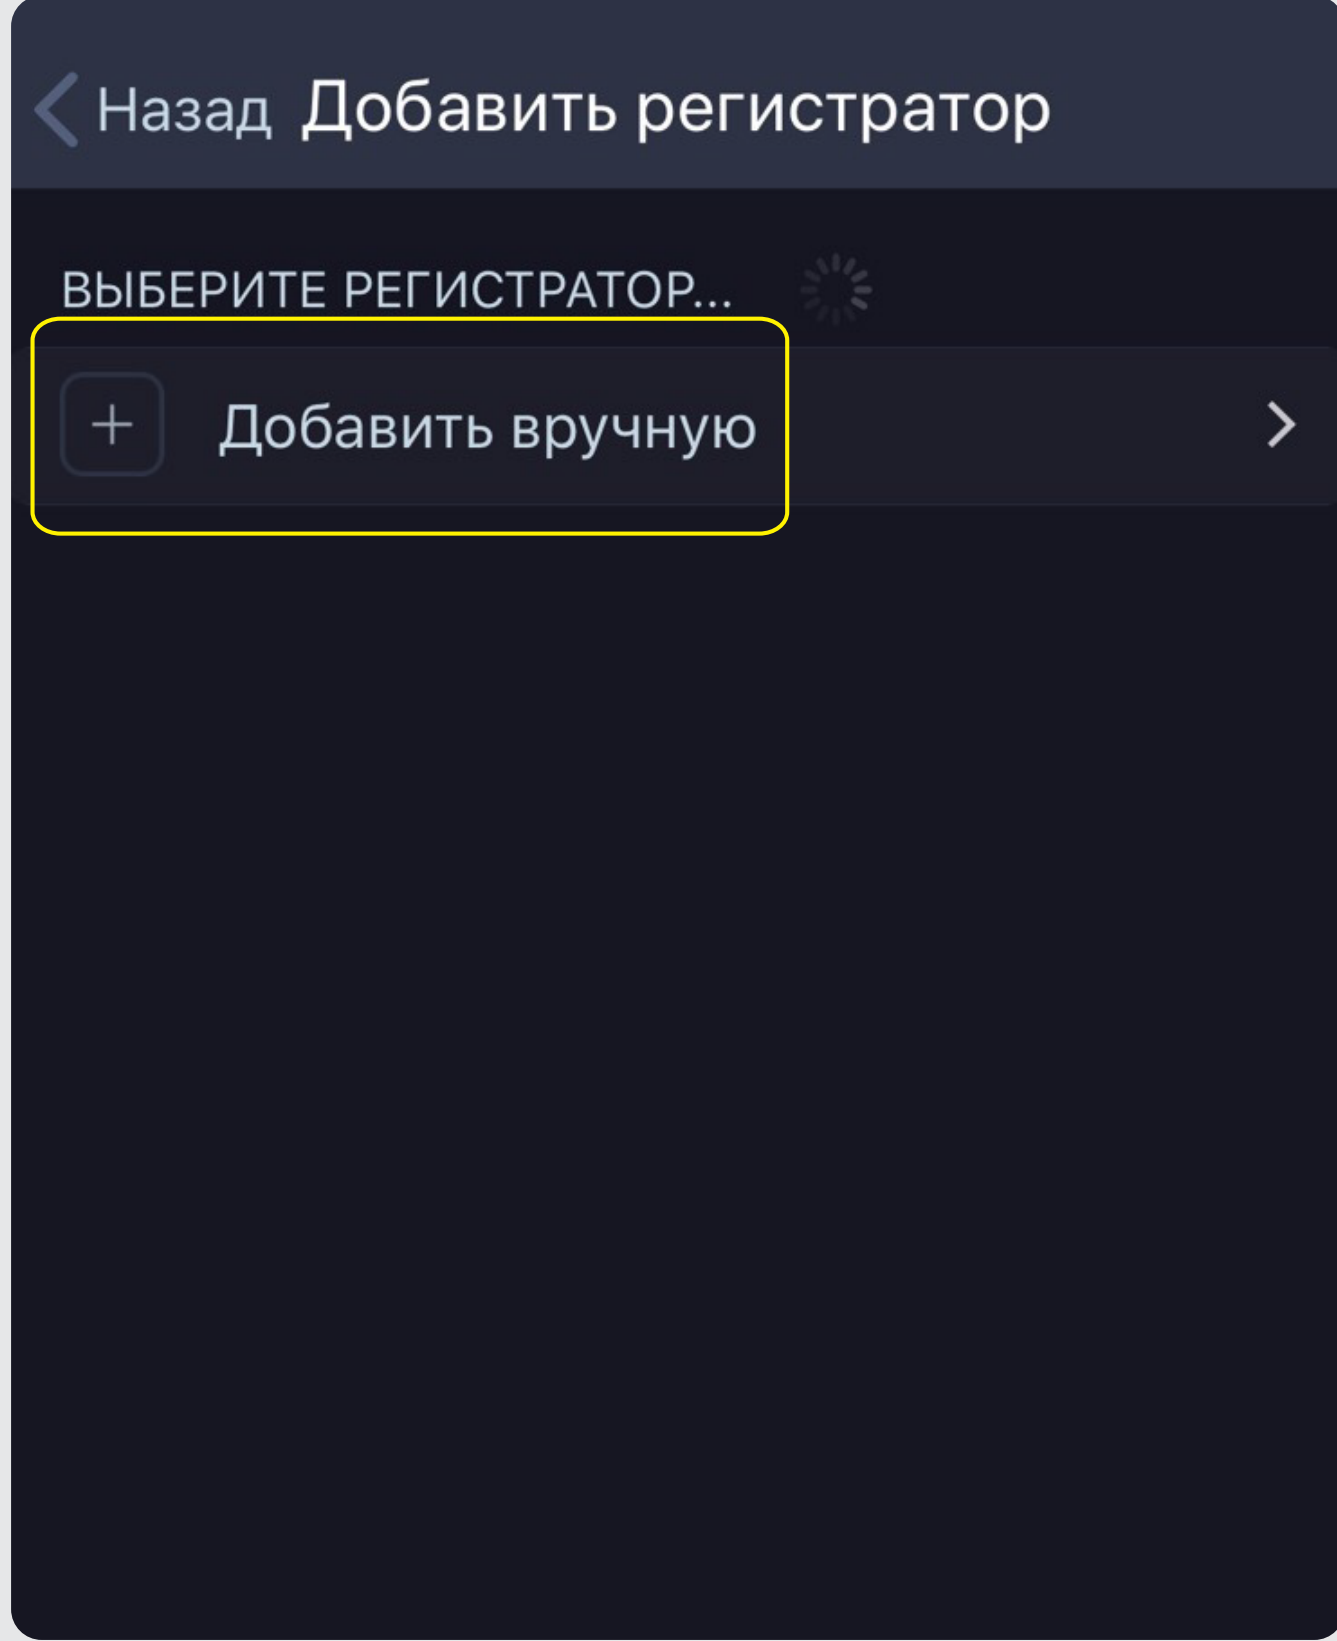 Назад Добавить регистратор
ВЫБЕРИТЕ РЕГИСТРАТОР...
Добавить вручную